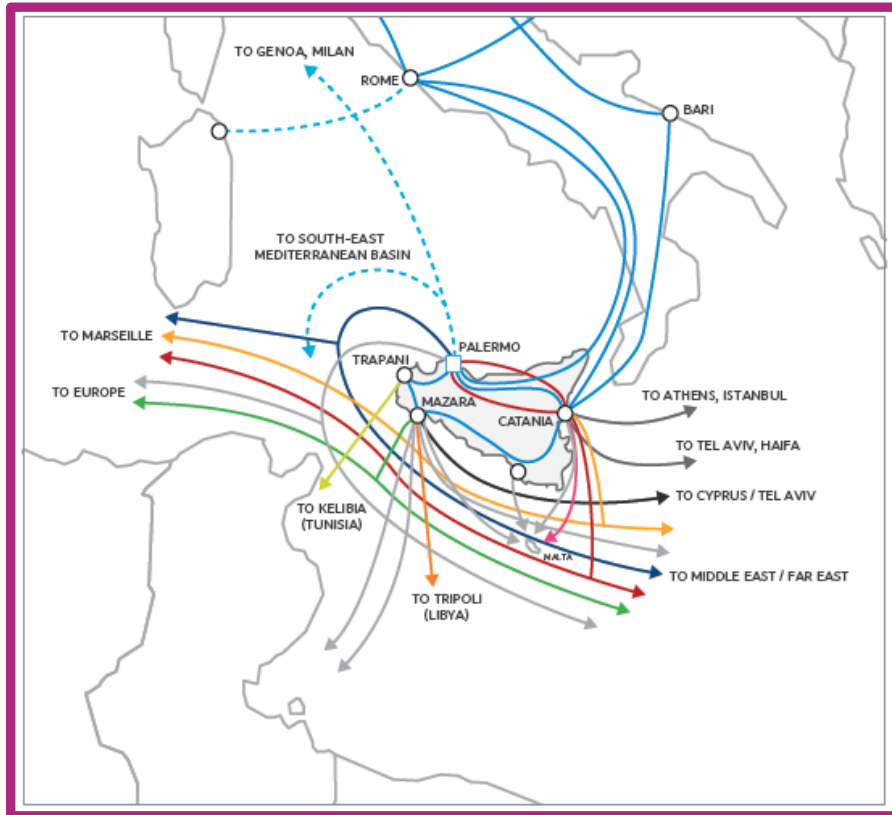 TO GENOA, MILAN
ROME
BARI
TO SOUTH-EAST
MEDITERRANEAN BASIN
TO MARSEILLE
PALERMO
TRAPANI
TO EUROPE
MAZARA
CATANIA
TO ATHENS, ISTANBUL
TO TEL AVIV, HAIFA
TO CYPRUS / TEL AVIV
TO KELIBIA
(TUNISIA)
MALTA
TO MIDDLE EAST / FAR EAST
TO TRIPOLI
(LIBYA)